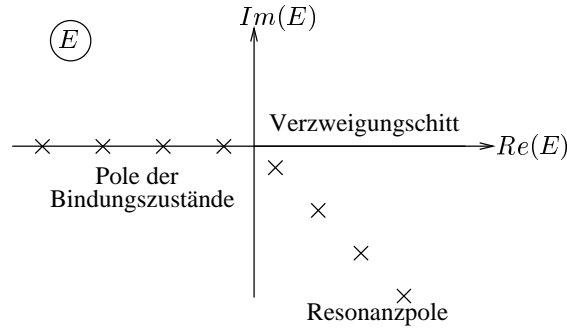 Im(E)
E
Verzweigungschitt
Re(E)
Pole der
Bindungszustände
Resonanzpole